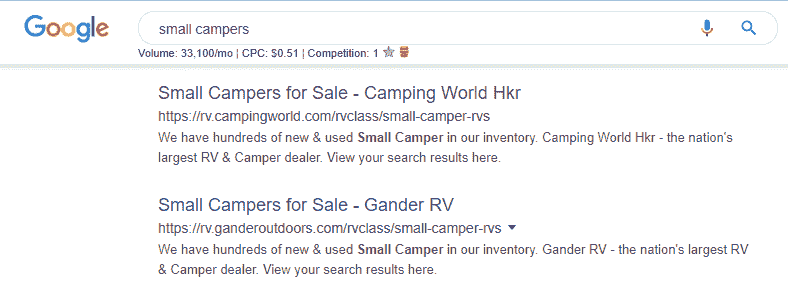 Google
small campers
Volume: 33,100/mo | CPC: $0.51 | Competition: 1
Small Campers for Sale - Camping World Hkr
https://rv.campingworld.com/rvclass/small-camper-rvs
We have hundreds of new & used Small Camper in our inventory. Camping World Hkr - the nation's
largest RV & Camper dealer. View your search results here.
Small Campers for Sale - Gander RV
https://rv.ganderoutdoors.com/rvclass/small-camper-rvs
We have hundreds of new & used Small Camper in our inventory. Gander RV - the nation's largest RV
& Camper dealer. View your search results here.